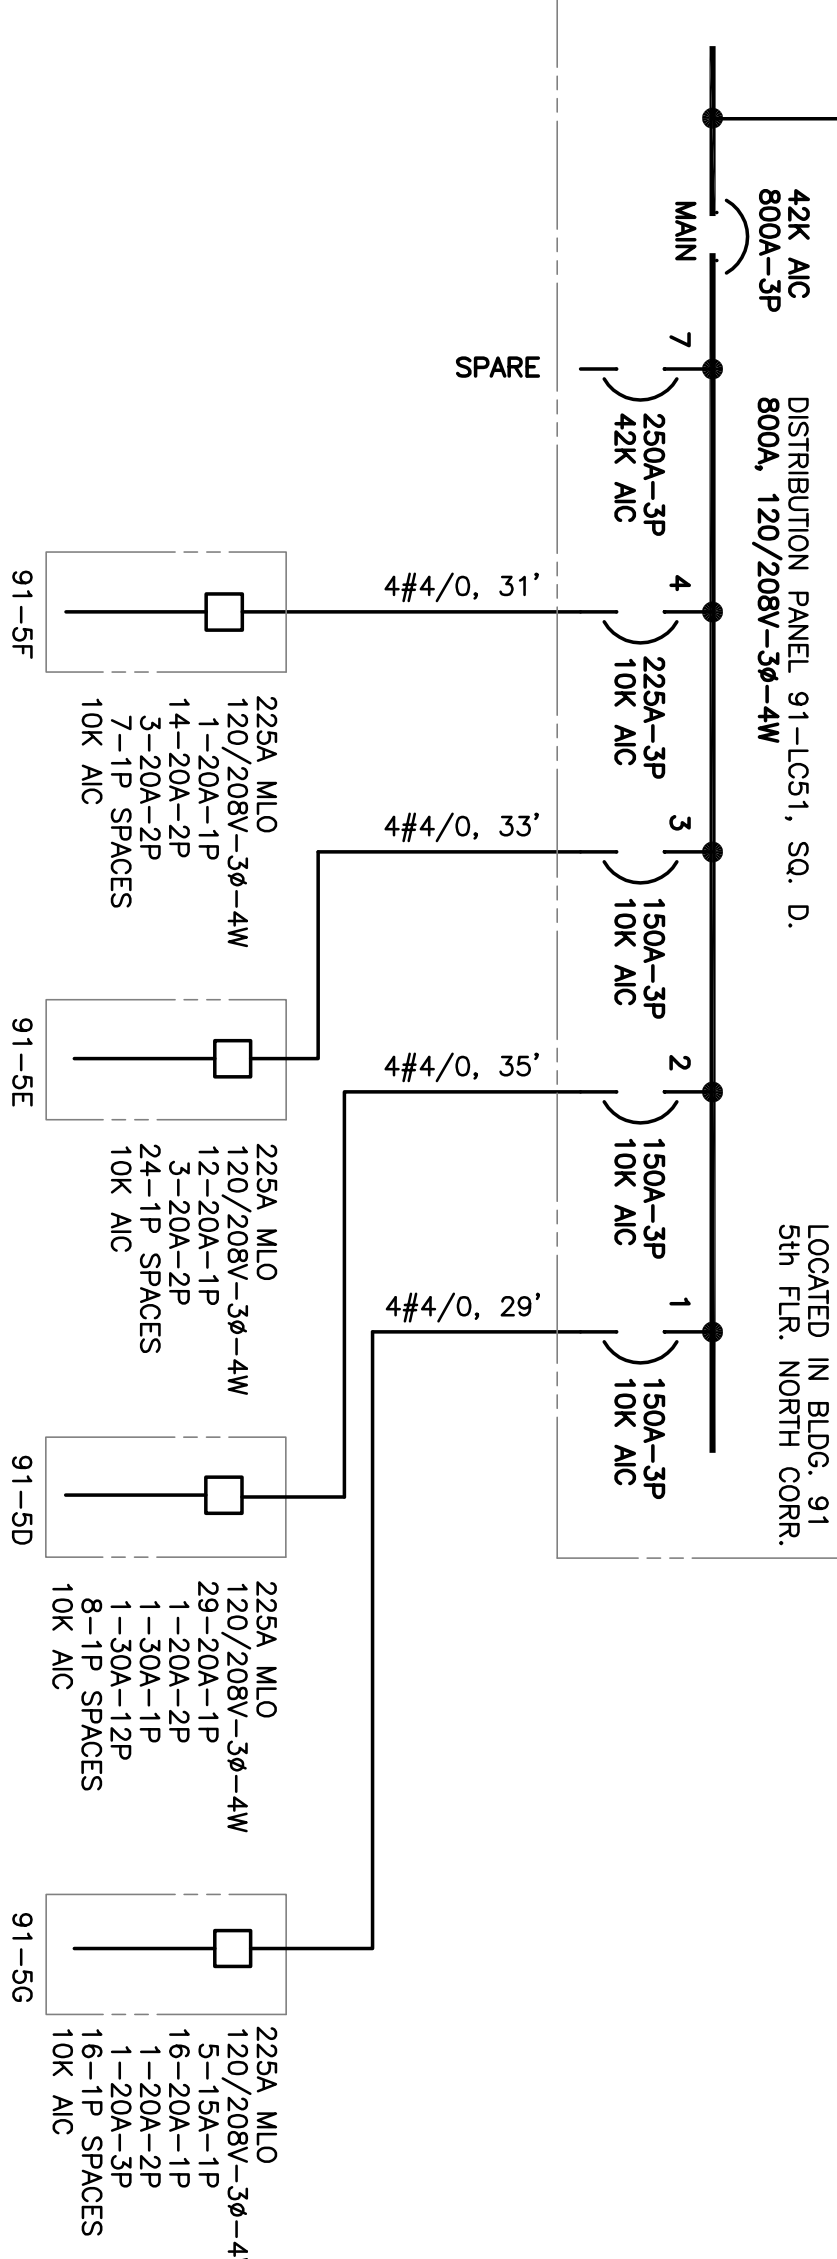 42K AIC
800A-3P
MAIN
DISTRIBUTION PANEL 91-LC51, SQ. D.
800A, 120/208V-3ø-4W
LOCATED IN BLDG. 91
5th FLR. NORTH CORR.
7
250A-3P
42K AIC
SPARE
4
225A-3P
10K AIC
4#4/0, 31'
3
150A-3P
10K AIC
4#4/0, 33'
2
150A-3P
10K AIC
4#4/0, 35'
1
150A-3P
10K AIC
4#4/0, 29'
91-5F
225A MLO
120/208V-3ø-4W
1-20A-1P
14-20A-2P
3-20A-2P
7-1P SPACES
10K AIC
91-5E
225A MLO
120/208V-3ø-4W
12-20A-1P
3-20A-2P
24-1P SPACES
10K AIC
91-5D
225A MLO
120/208V-3ø-4W
29-20A-1P
1-20A-2P
1-30A-1P
1-30A-12P
8-1P SPACES
10K AIC
91-5G
225A MLO
120/208V-3ø-4
5-15A-1P
16-20A-1P
1-20A-2P
1-20A-3P
16-1P SPACES
10K AIC